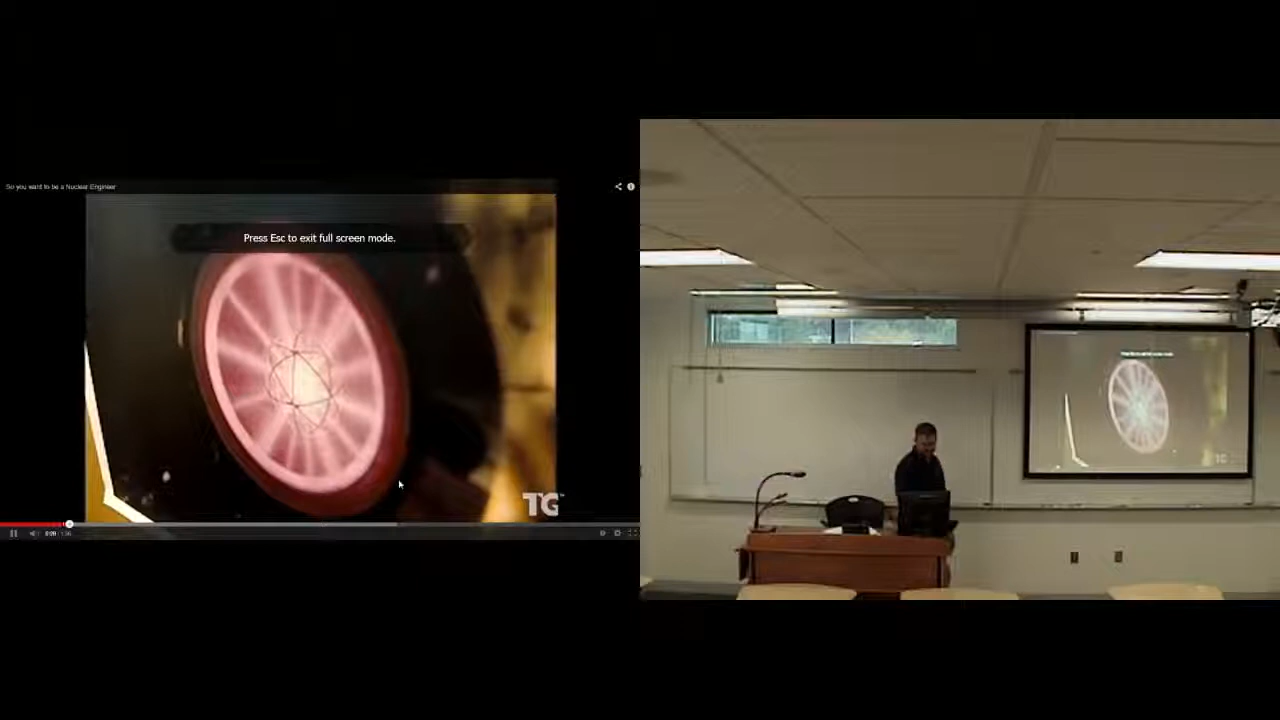 So you want to be a Nuclear Engineer
Press Esc to exit full screen mode.
TG